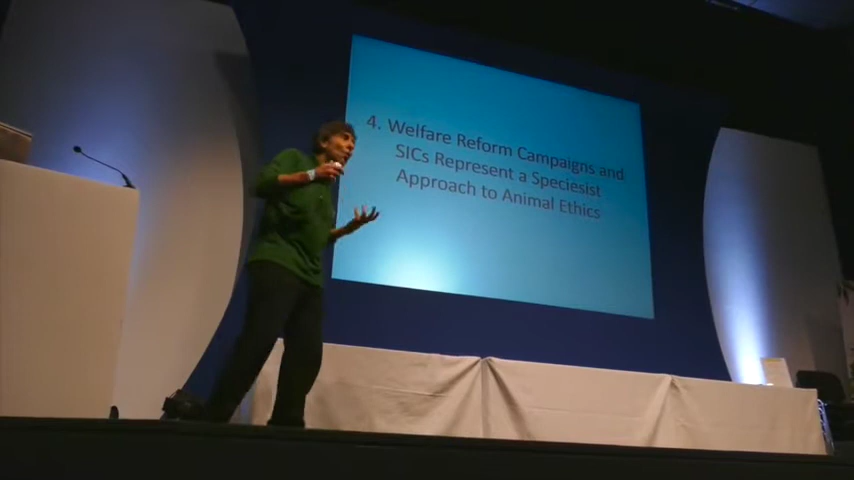 4. Welfare Reform Campaigns and
SICs Represent a Speciesist
Approach to Animal Ethics